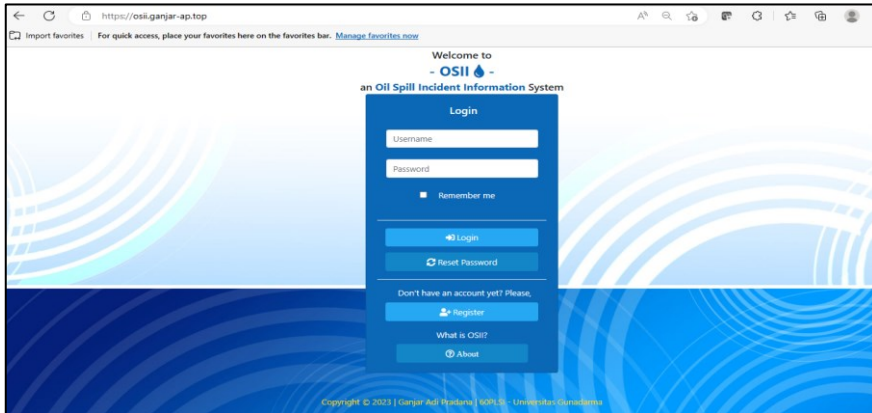 https://osii.ganjar-ap.top
Import favorites For quick access, place your favorites here on the favorites bar. Manage favorites now
Welcome to
- OSII -
an Oil Spill Incident Information System
Login
Username
Password
Remember me
Login
Reset Password
Don't have an account yet? Please,
Register
What is OSII?
About
Copyright © 2023 | Ganjar Adi Pradana | 60PLSI - Universitas Gunadarma